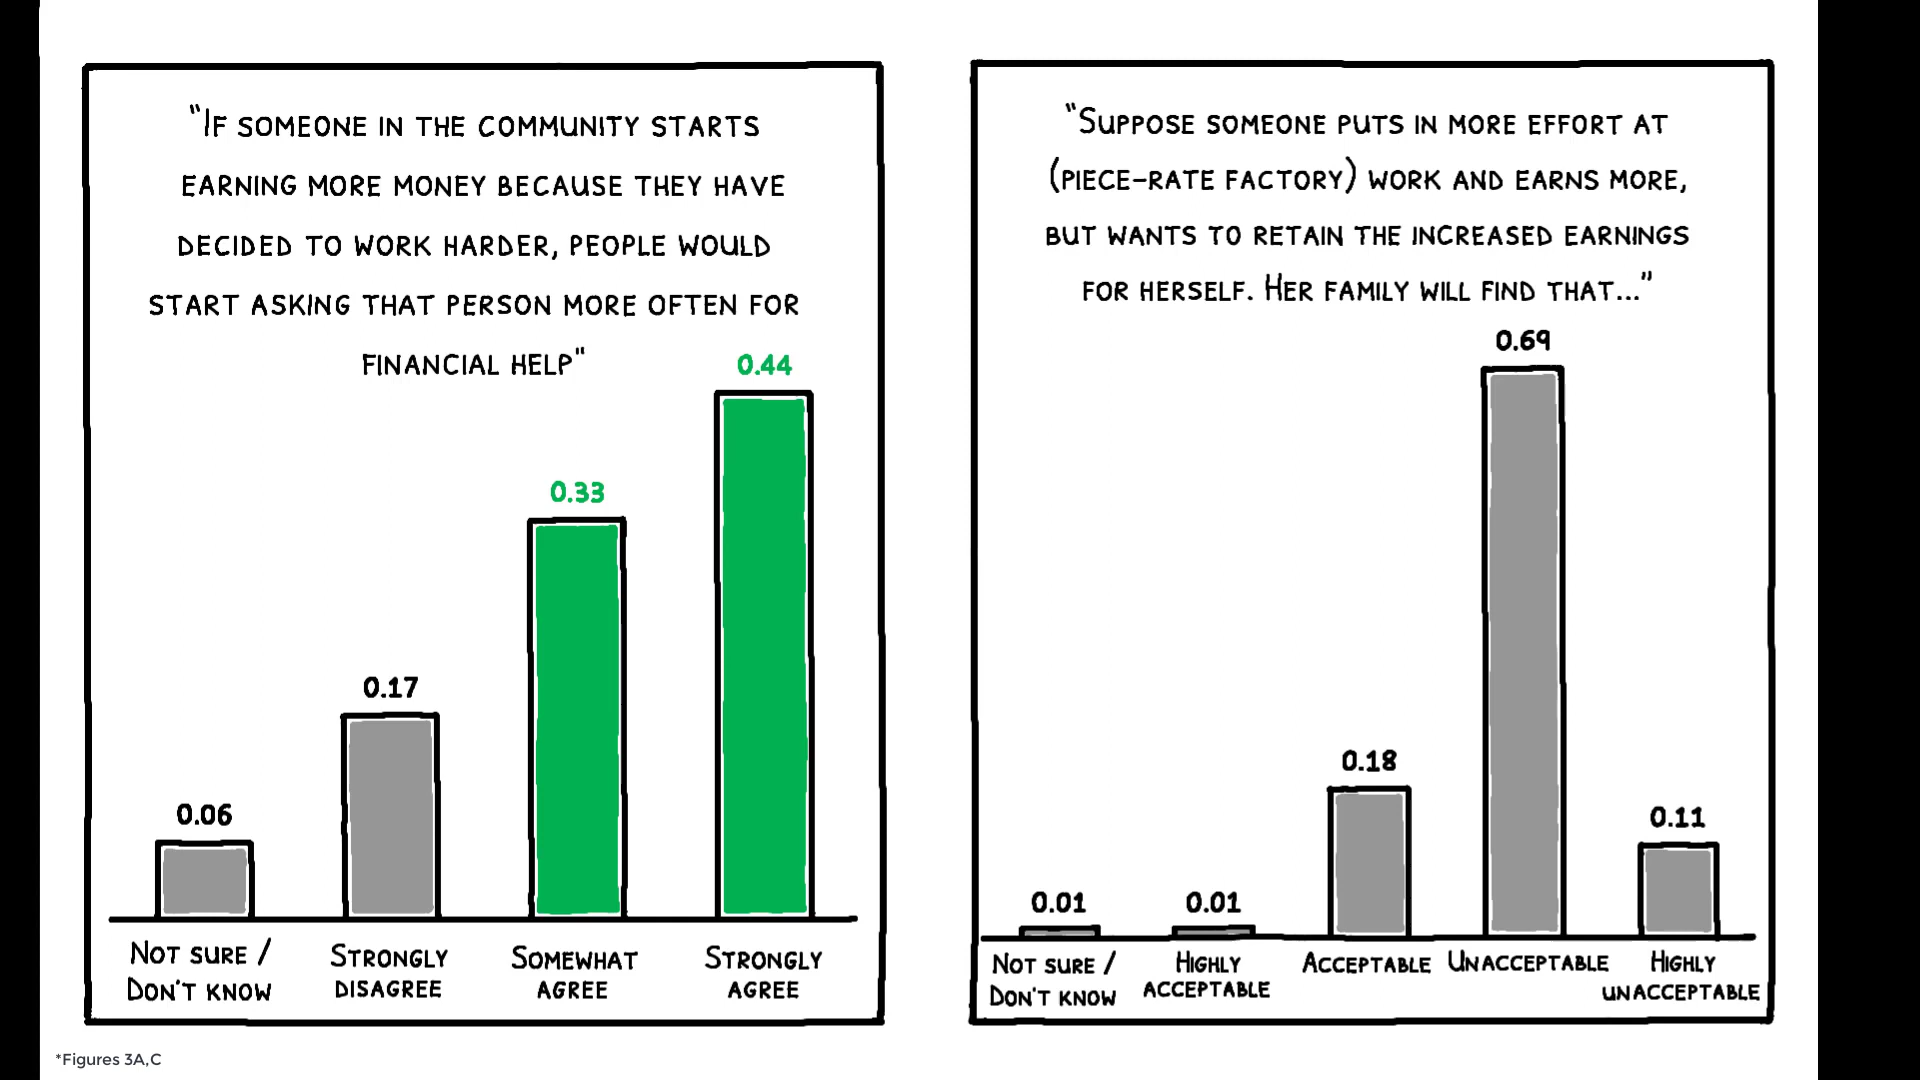 "If someone in the community starts
earning more money because they have
decided to work harder, people would
start asking that person more often for
financial help"
0.06
0.17
0.33
0.44
Not sure /
Don't know
Strongly
disagree
Somewhat
agree
Strongly
agree
"Suppose someone puts in more effort at
(piece-rate factory) work and earns more,
but wants to retain the increased earnings
for herself. Her family will find that..."
0.01
0.01
0.18
0.69
0.11
Not sure /
Don't know
Highly
acceptable
Acceptable
Unacceptable
Highly
unacceptable
*Figures 3A,C